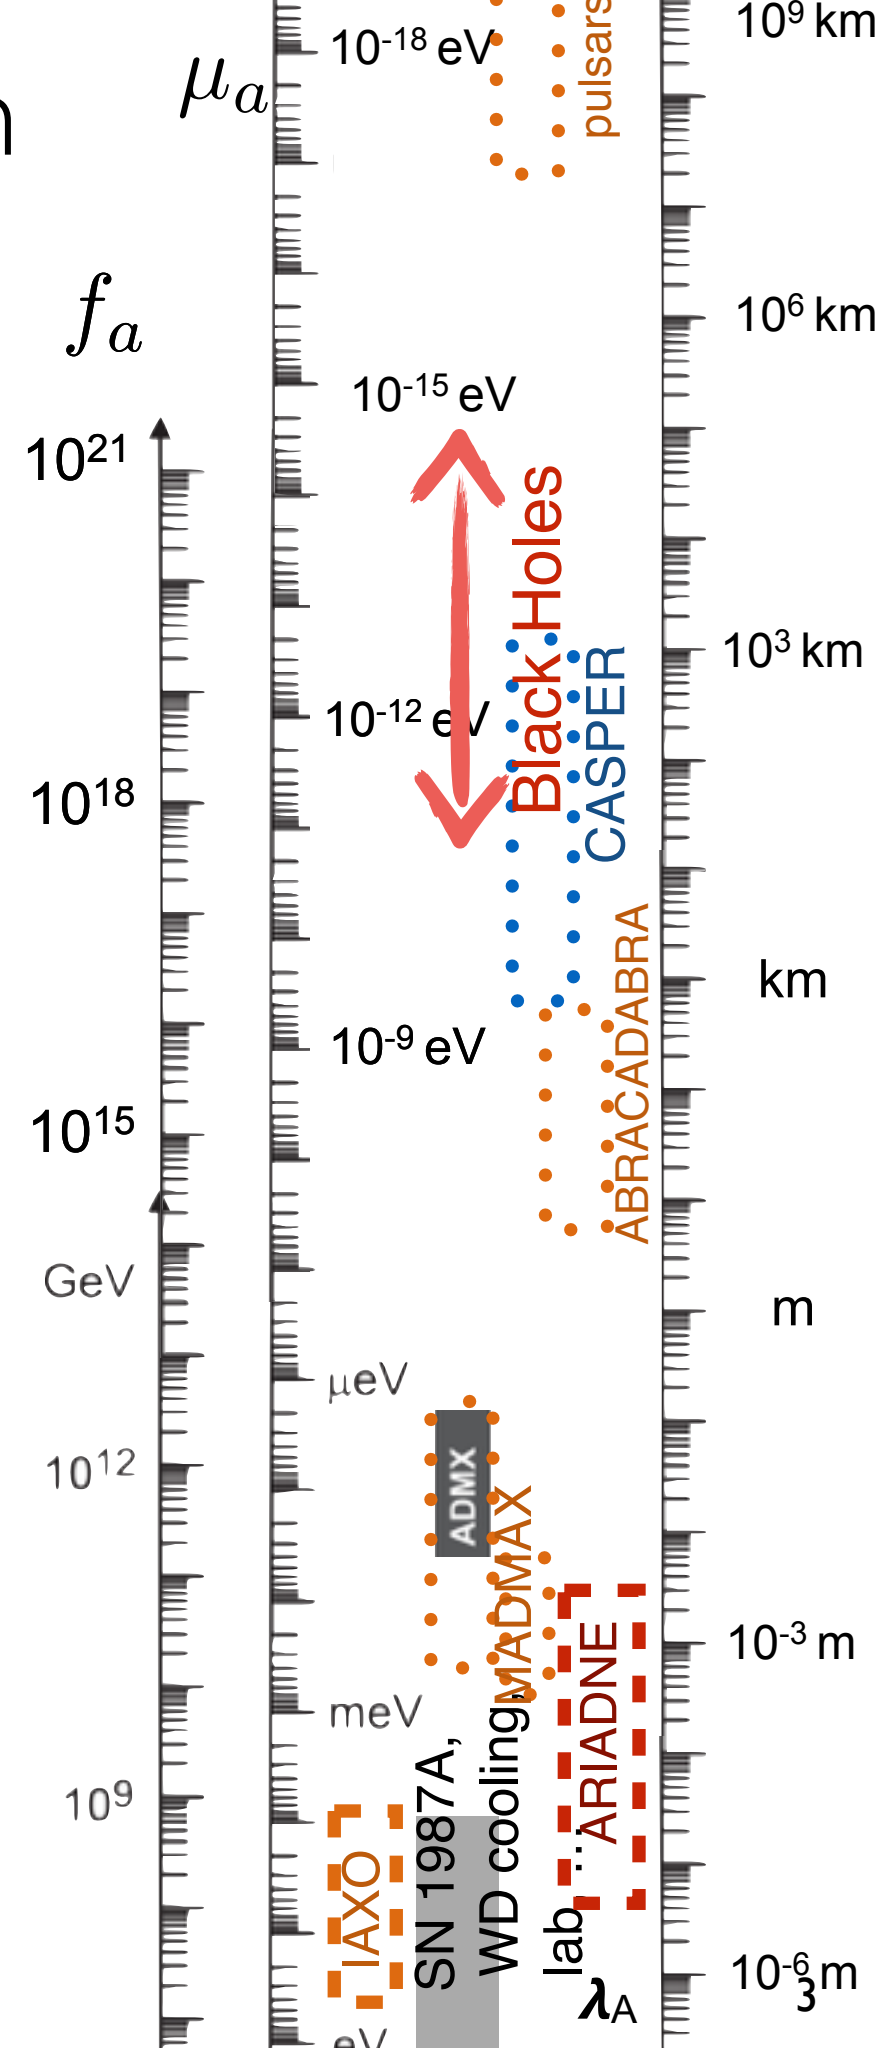 10⁻¹⁸ eV
μₐ
pulsars
10⁹ km
fₐ
10⁶ km
10⁻¹⁵ eV
10²¹
Black Holes
10³ km
CASPER
10⁻¹² eV
10¹⁸
ABRACADABRA
km
10⁻⁹ eV
10¹⁵
GeV
m
μeV
10¹²
ADMX
MADMAX
ARIADNE
10⁻³ m
meV
10⁹
IAXO
SN 1987A,
WD cooling,
lab, ...
10⁻⁶ m
3
λA
eV